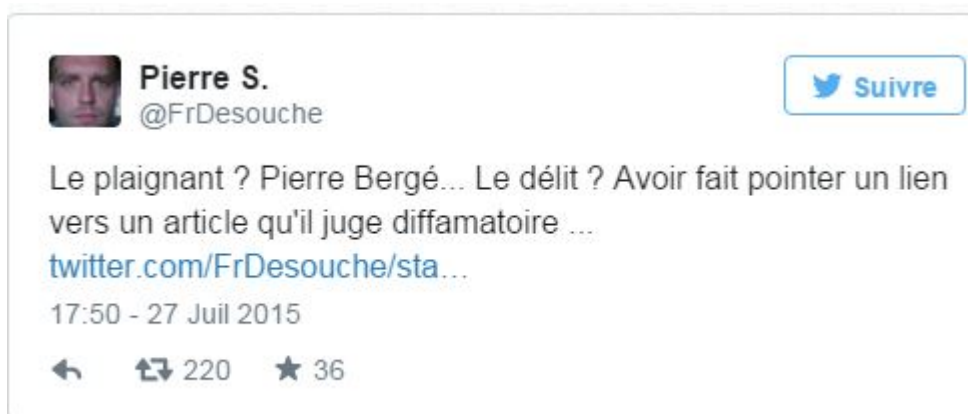 Pierre S.
@FrDesouche
Suivre
Le plaignant ? Pierre Bergé... Le délit ? Avoir fait pointer un lien
vers un article qu'il juge diffamatoire ...
twitter.com/FrDesouche/sta…
17:50 - 27 Juil 2015
220 36